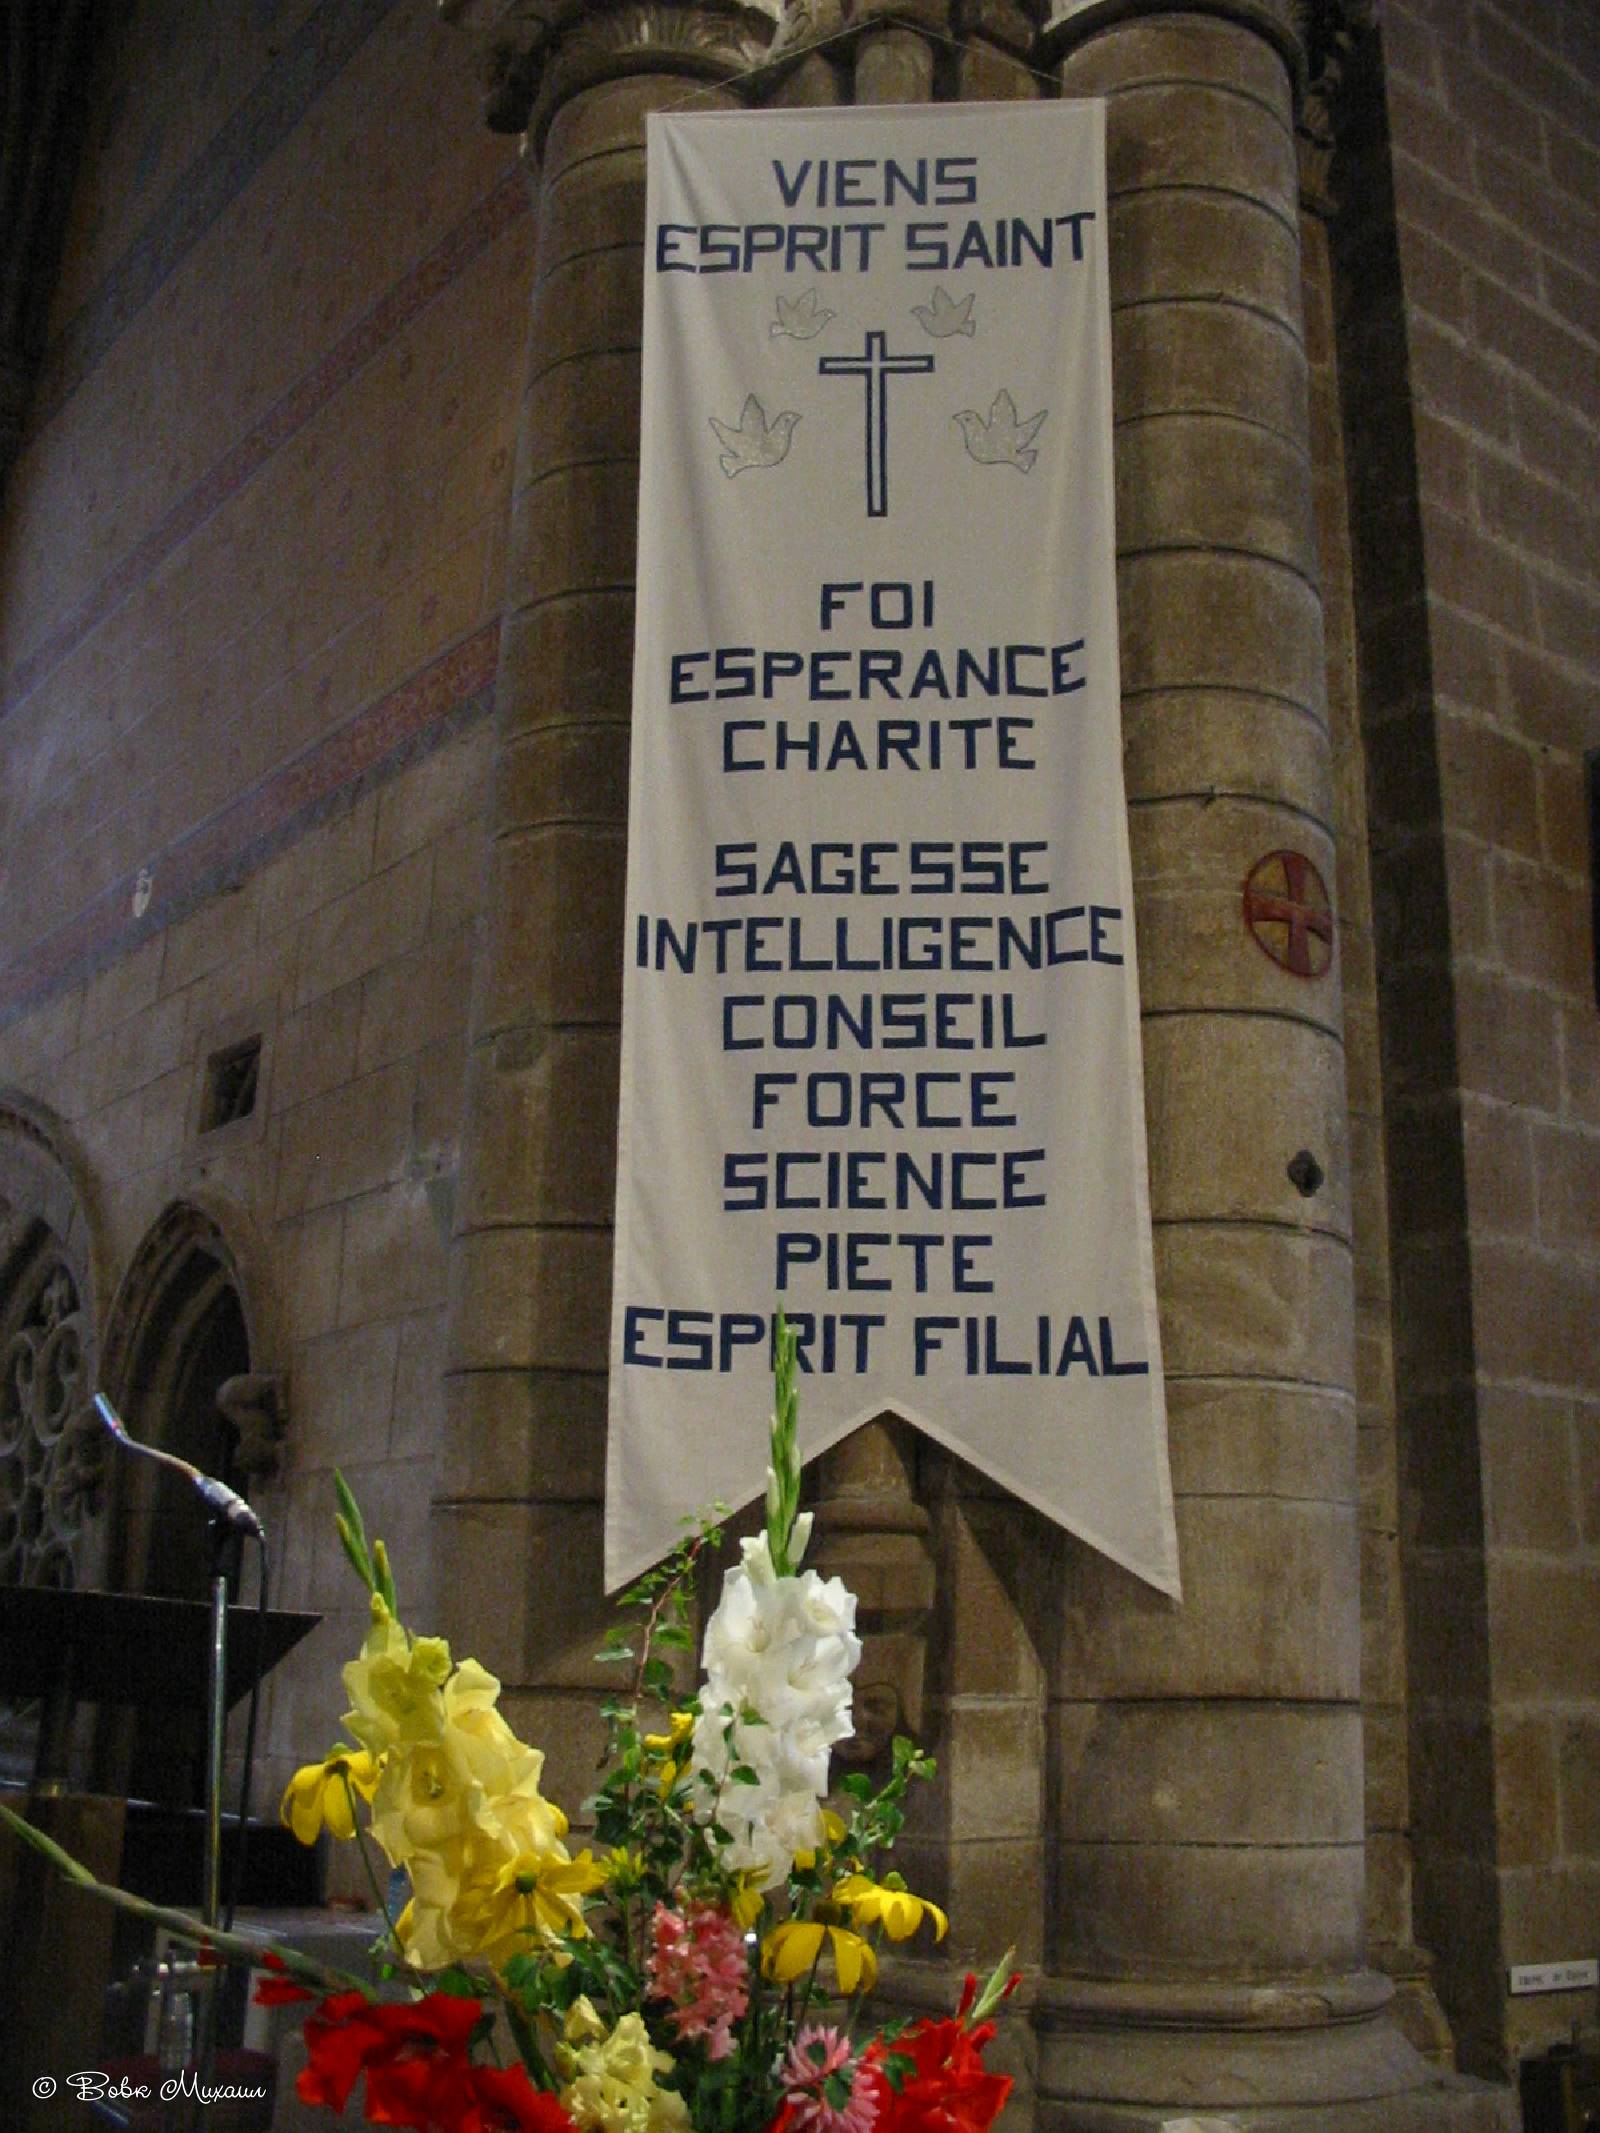 VIENS
ESPRIT SAINT
FOI
ESPERANCE
CHARITE
SAGESSE
INTELLIGENCE
CONSEIL
FORCE
SCIENCE
PIETE
ESPRIT FILIAL
© Вовк Михаил